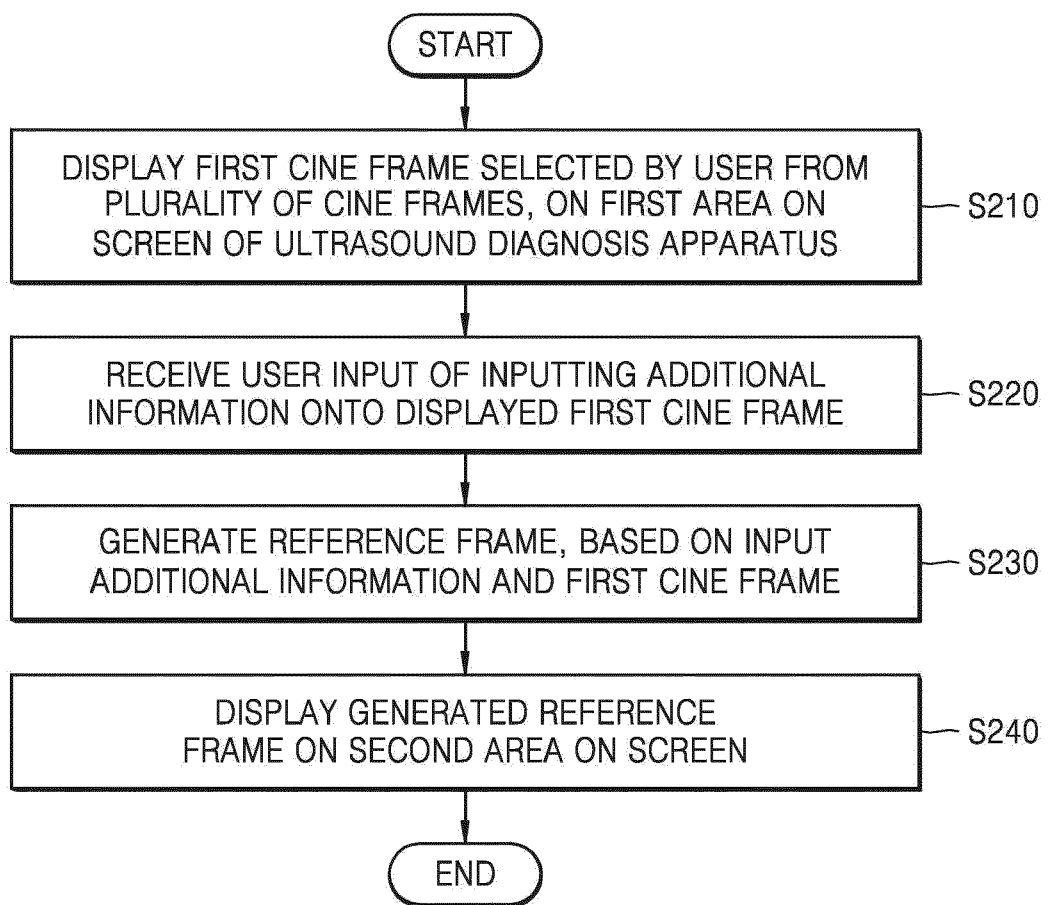 START
DISPLAY FIRST CINE FRAME SELECTED BY USER FROM
PLURALITY OF CINE FRAMES, ON FIRST AREA ON
SCREEN OF ULTRASOUND DIAGNOSIS APPARATUS
S210
RECEIVE USER INPUT OF INPUTTING ADDITIONAL
INFORMATION ONTO DISPLAYED FIRST CINE FRAME
S220
GENERATE REFERENCE FRAME, BASED ON INPUT
ADDITIONAL INFORMATION AND FIRST CINE FRAME
S230
DISPLAY GENERATED REFERENCE
FRAME ON SECOND AREA ON SCREEN
S240
END